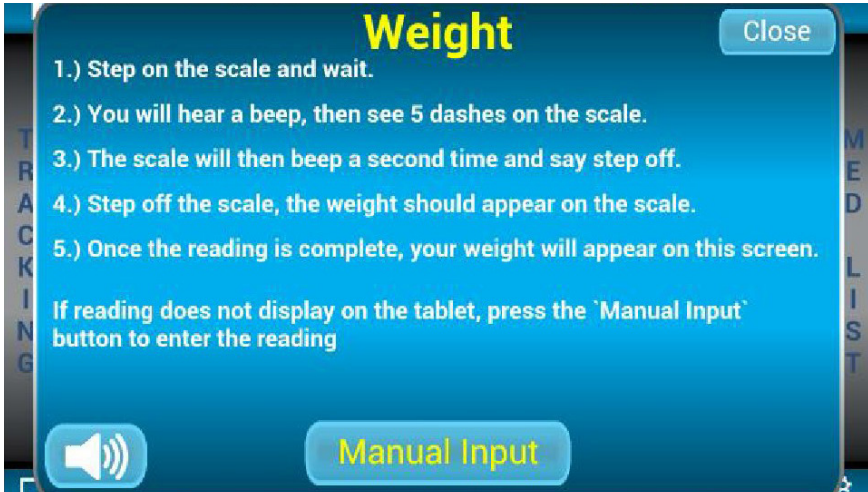 Weight
Close
1.) Step on the scale and wait.
2.) You will hear a beep, then see 5 dashes on the scale.
3.) The scale will then beep a second time and say step off.
4.) Step off the scale, the weight should appear on the scale.
5.) Once the reading is complete, your weight will appear on this screen.
If reading does not display on the tablet, press the `Manual Input`
button to enter the reading
Manual Input
TRACKING
MED LIST